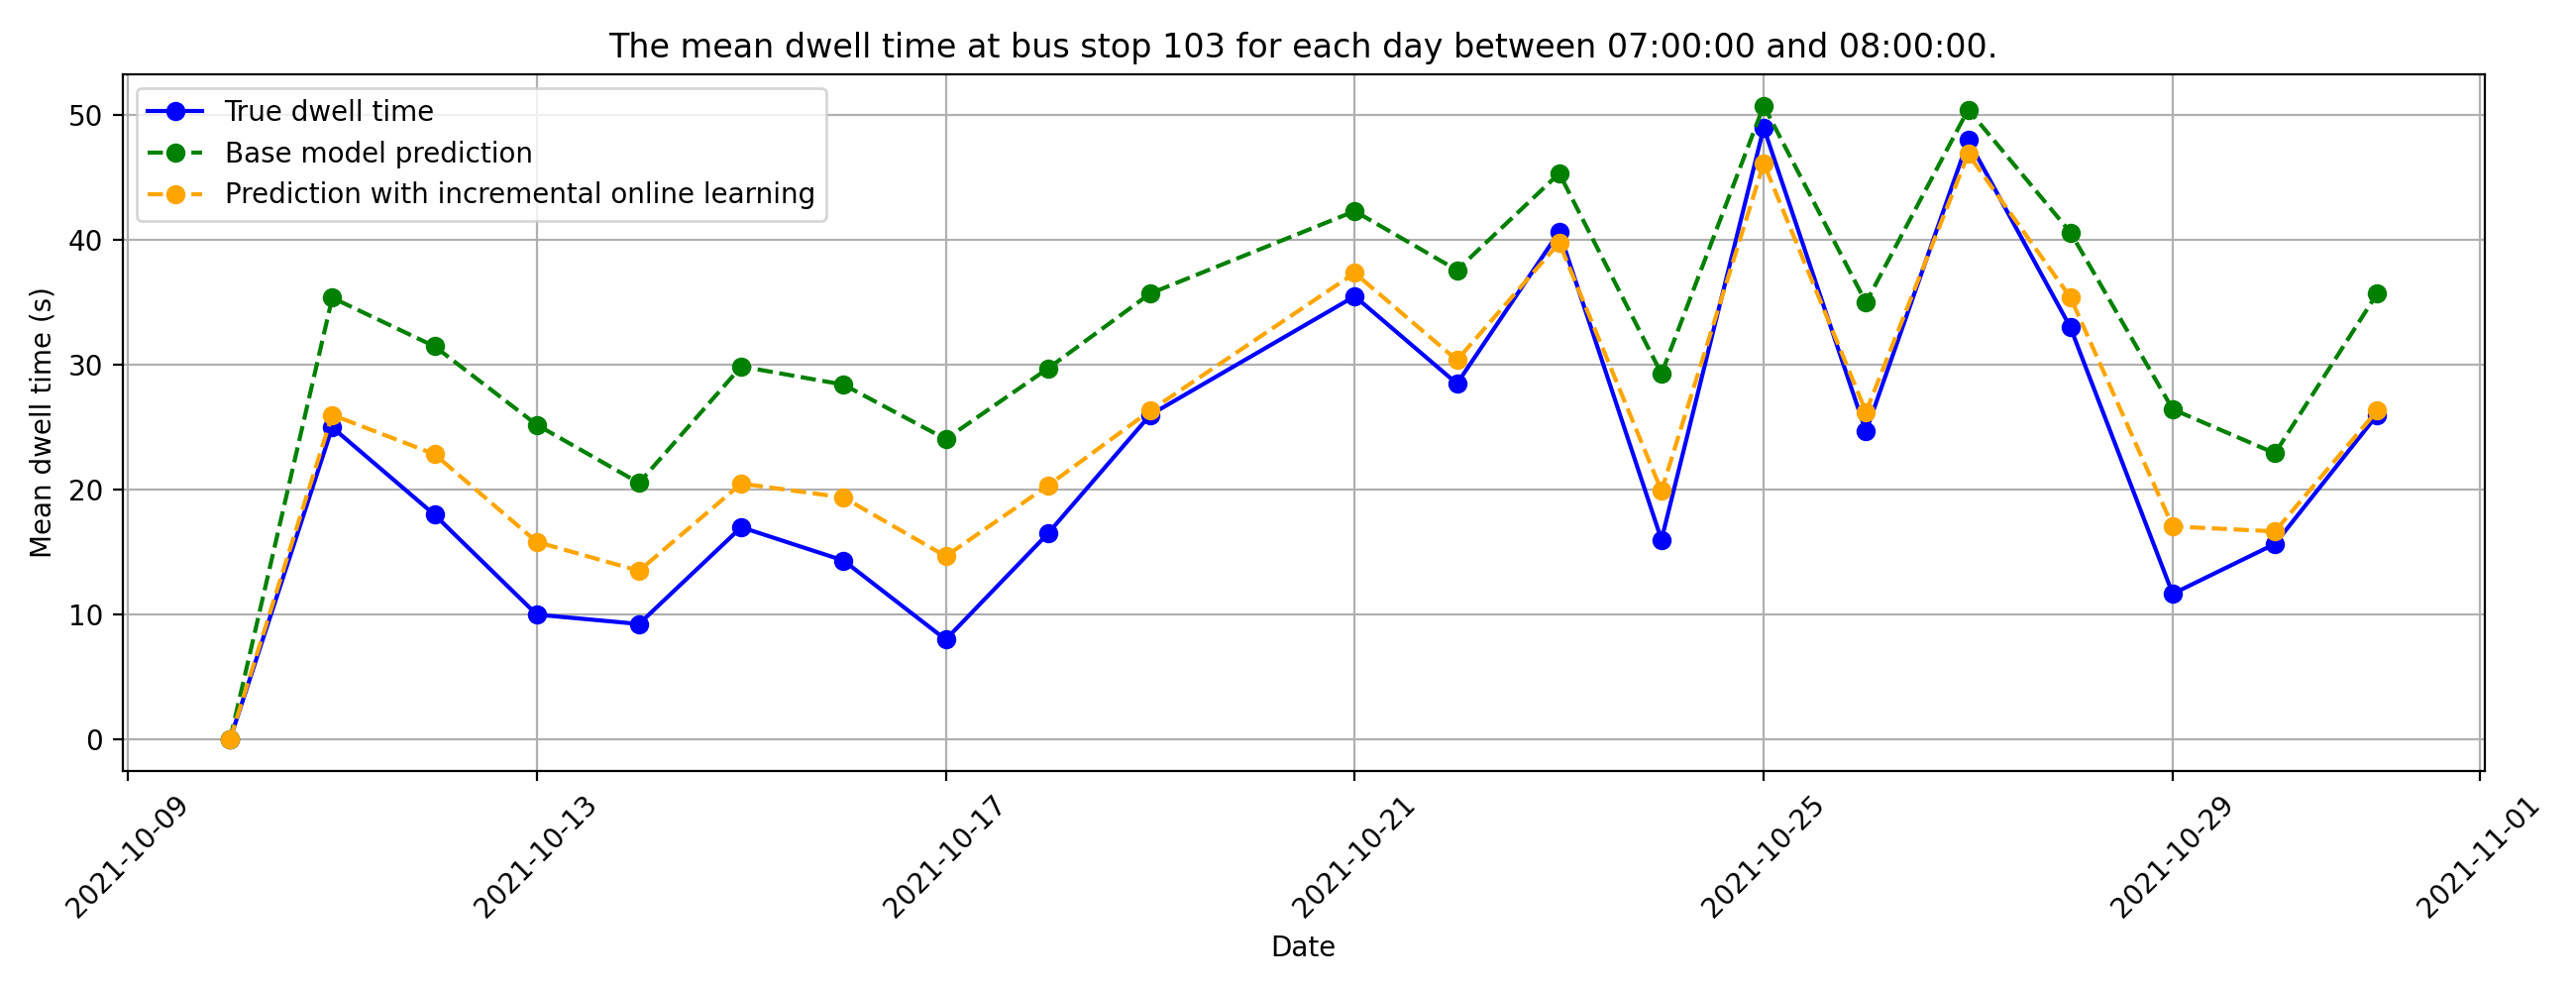 The mean dwell time at bus stop 103 for each day between 07:00:00 and 08:00:00.
True dwell time
Base model prediction
Prediction with incremental online learning
Mean dwell time (s)
50
40
30
20
10
0
2021-10-09
2021-10-13
2021-10-17
2021-10-21
2021-10-25
2021-10-29
2021-11-01
Date